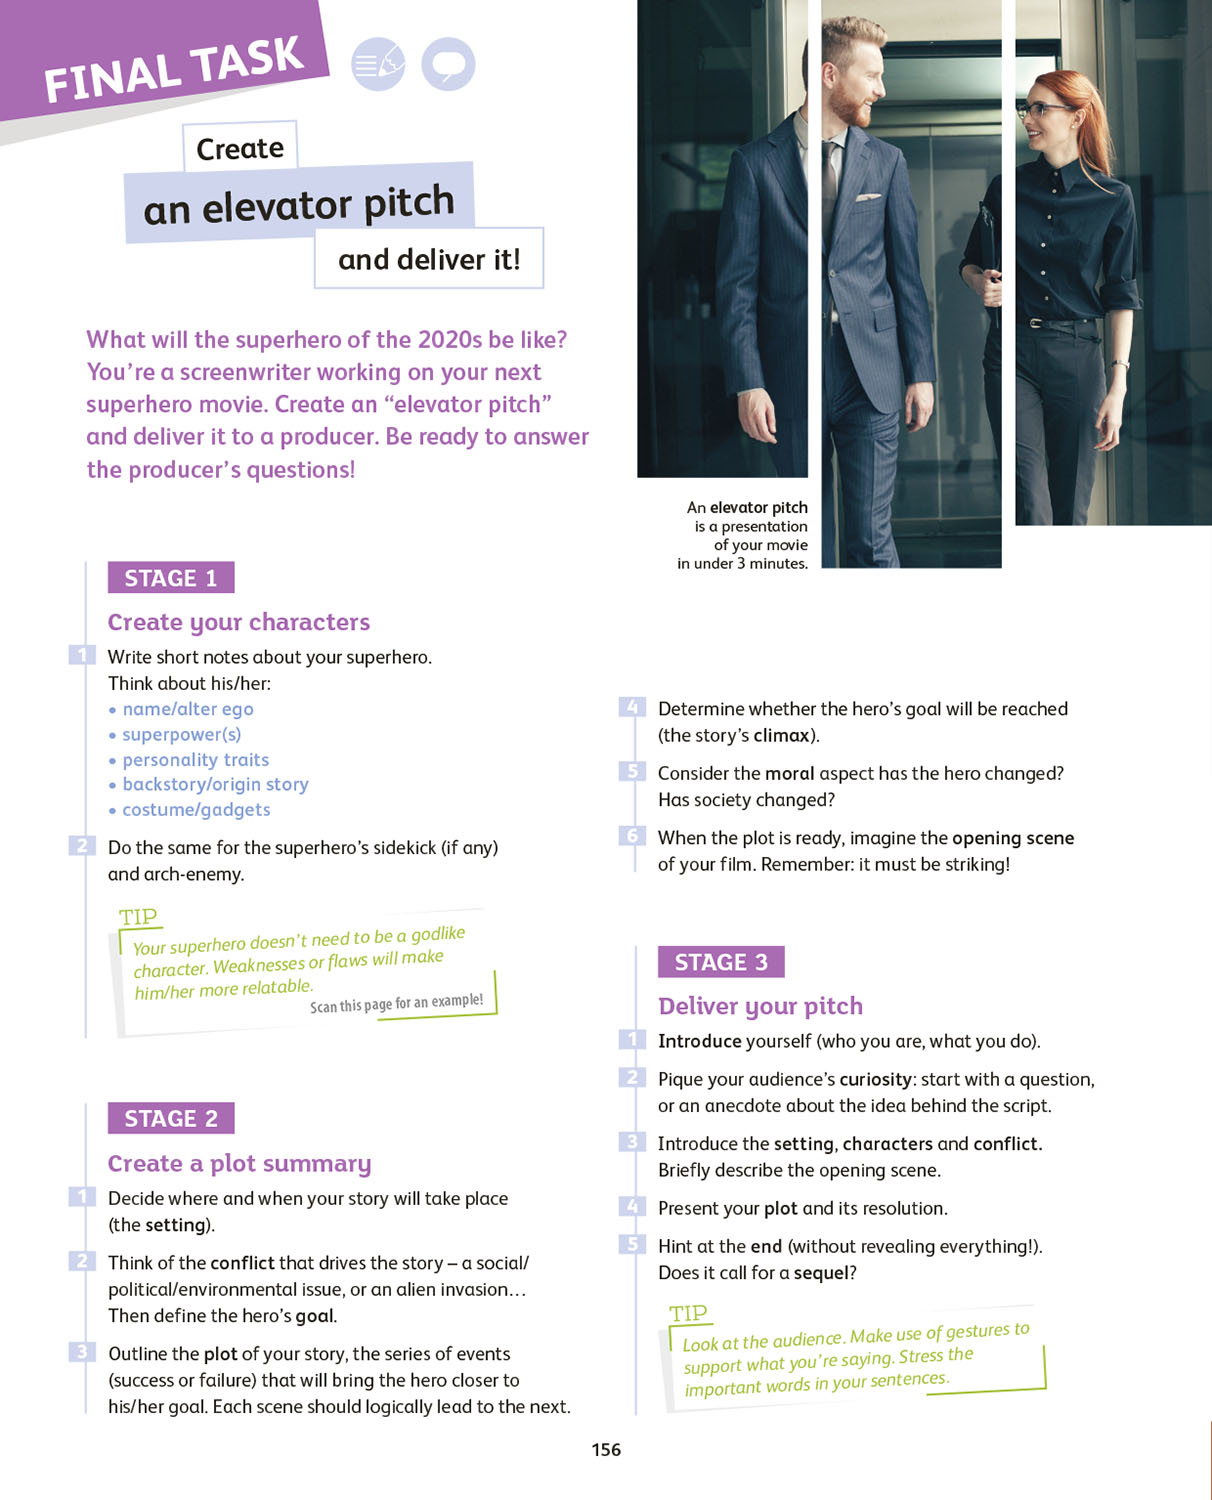 FINAL TASK
Create
an elevator pitch
and deliver it!
What will the superhero of the 2020s be like?
You're a screenwriter working on your next
superhero movie. Create an "elevator pitch"
and deliver it to a producer. Be ready to answer
the producer's questions!
An elevator pitch
is a presentation
of your movie
in under 3 minutes.
STAGE 1
Create your characters
1 Write short notes about your superhero.
Think about his/her:
• name/alter ego
• superpower(s)
• personality traits
• backstory/origin story
• costume/gadgets
2 Do the same for the superhero's sidekick (if any)
and arch-enemy.
TIP
Your superhero doesn't need to be a godlike
character. Weaknesses or flaws will make
him/her more relatable.
Scan this page for an example!
STAGE 2
Create a plot summary
1 Decide where and when your story will take place
(the setting).
2 Think of the conflict that drives the story – a social/
political/environmental issue, or an alien invasion...
Then define the hero's goal.
3 Outline the plot of your story, the series of events
(success or failure) that will bring the hero closer to
his/her goal. Each scene should logically lead to the next.
4 Determine whether the hero's goal will be reached
(the story's climax).
5 Consider the moral aspect has the hero changed?
Has society changed?
6 When the plot is ready, imagine the opening scene
of your film. Remember: it must be striking!
STAGE 3
Deliver your pitch
1 Introduce yourself (who you are, what you do).
2 Pique your audience's curiosity: start with a question,
or an anecdote about the idea behind the script.
3 Introduce the setting, characters and conflict.
Briefly describe the opening scene.
4 Present your plot and its resolution.
5 Hint at the end (without revealing everything!).
Does it call for a sequel?
TIP
Look at the audience. Make use of gestures to
support what you're saying. Stress the
important words in your sentences.
156